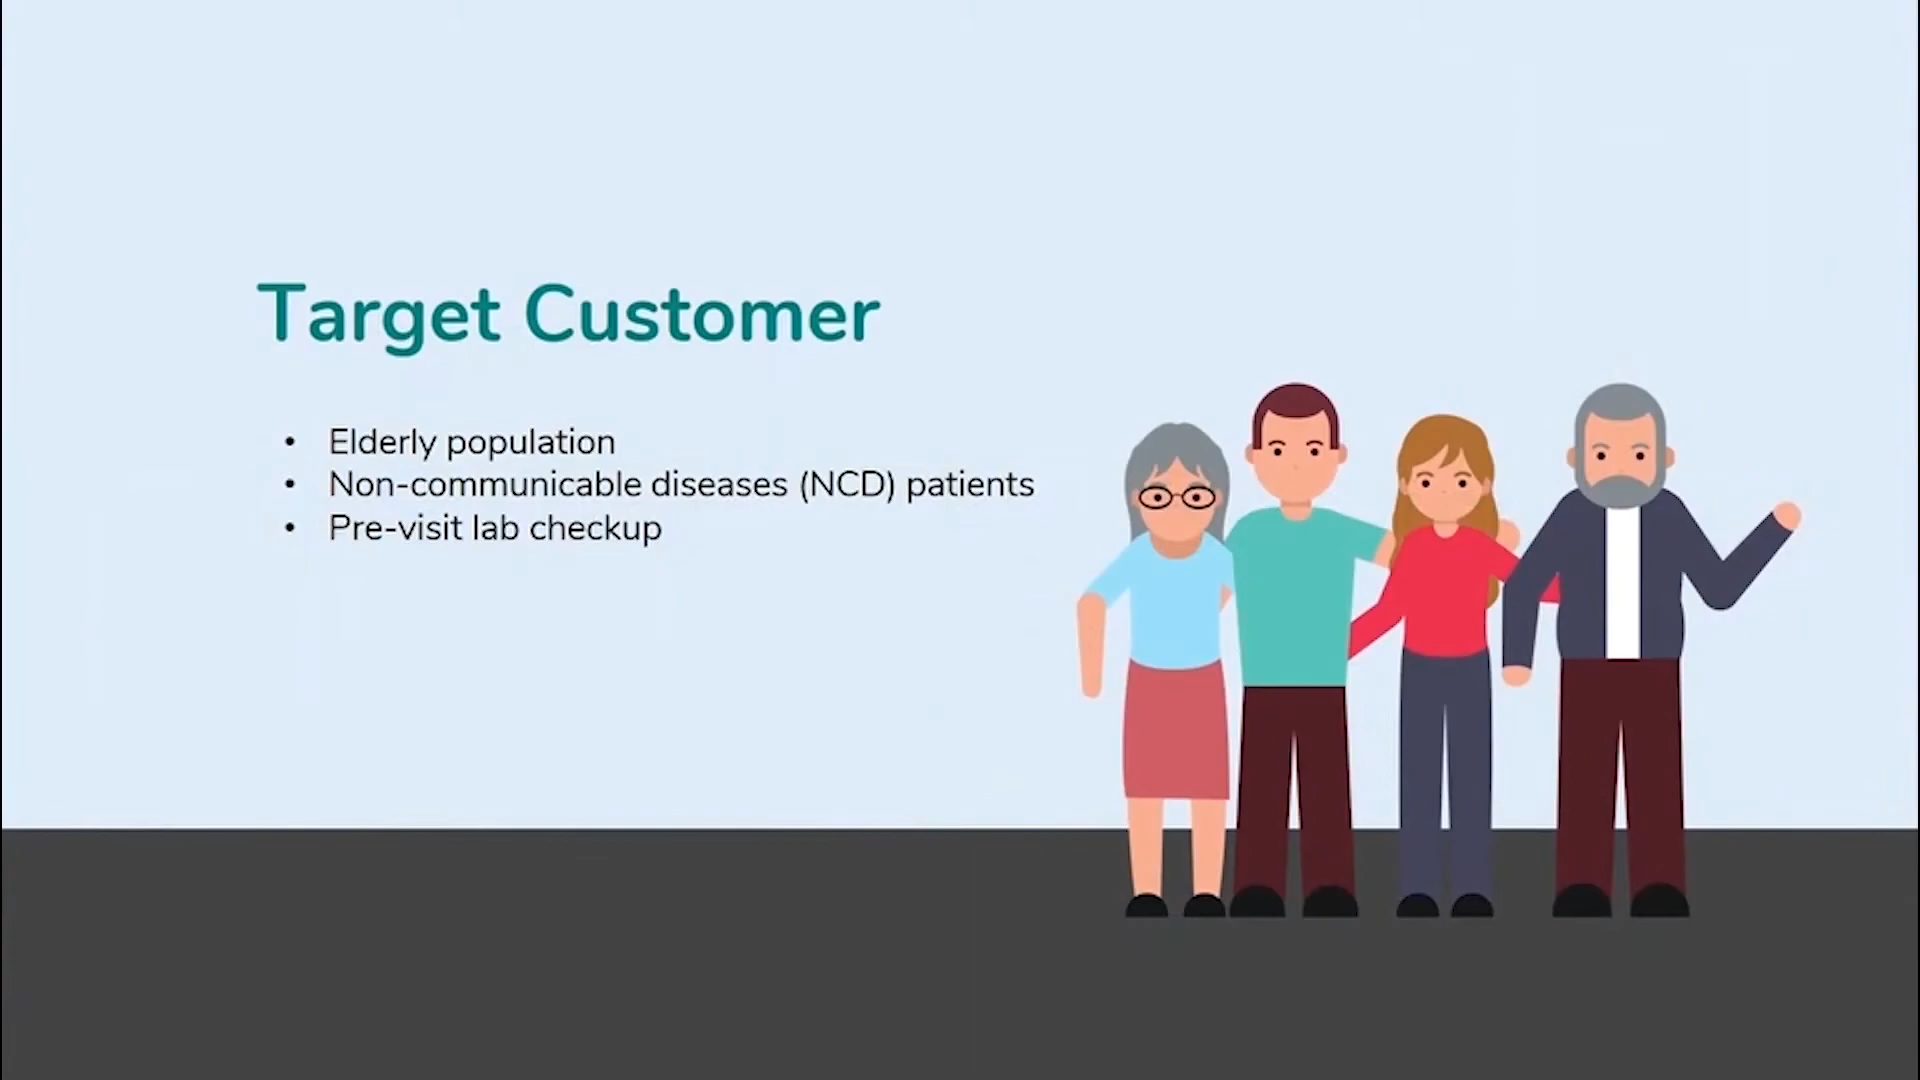 Target Customer
• Elderly population
• Non-communicable diseases (NCD) patients
• Pre-visit lab checkup